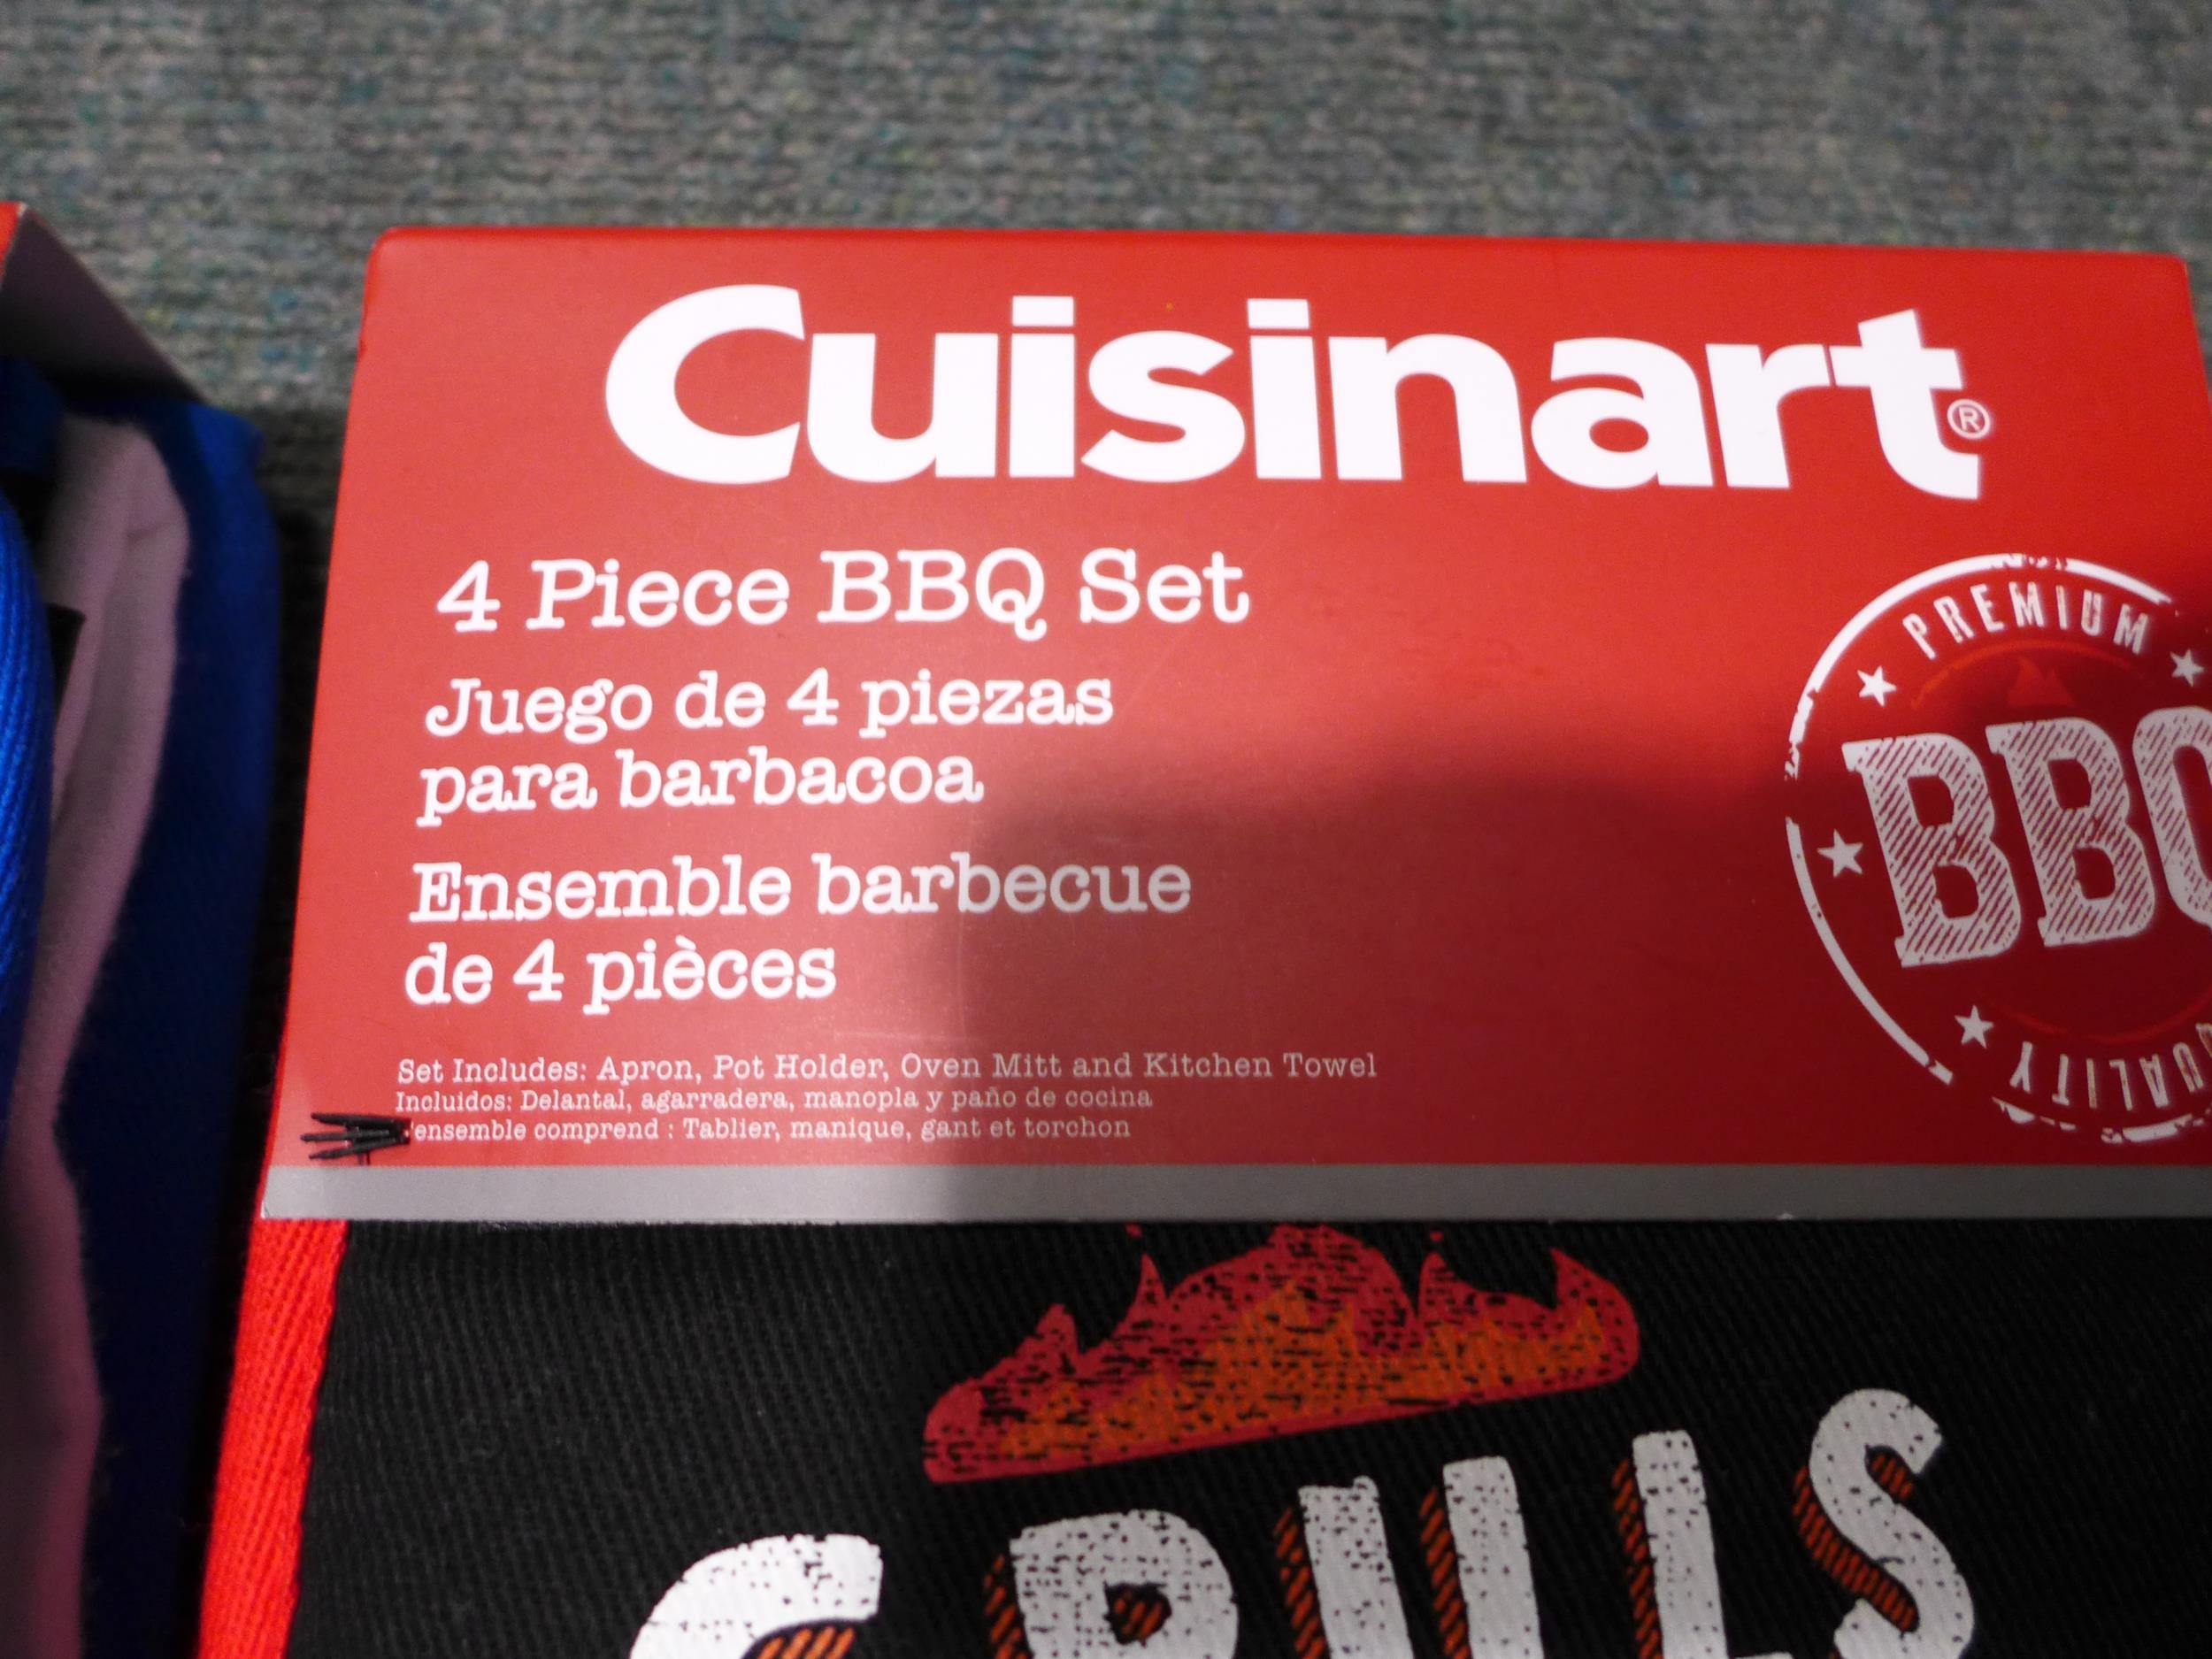 Cuisinart®
4 Piece BBQ Set
Juego de 4 piezas
para barbacoa
Ensemble barbecue
de 4 pièces
Set Includes: Apron, Pot Holder, Oven Mitt and Kitchen Towel
Incluidos: Delantal, agarradera, manopla y paño de cocina
'ensemble comprend : Tablier, manique, gant et torchon
PREMIUM
BBQ
QUALITY
GRILLS